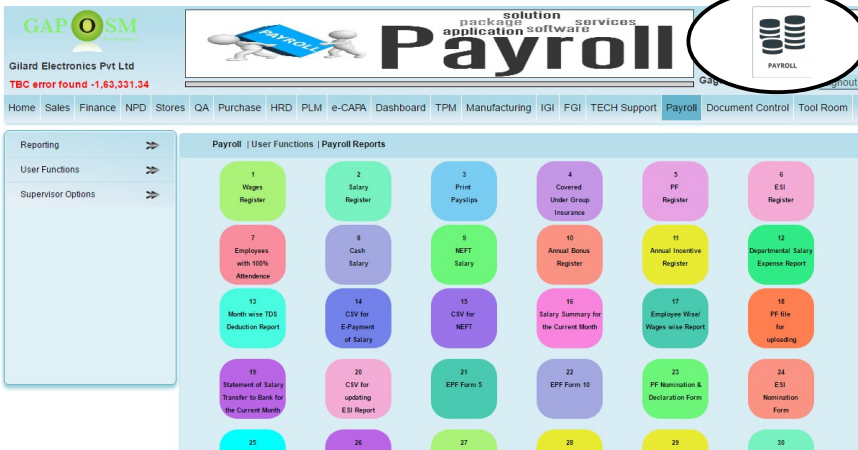 GAP OSM
solution
package services
application software
Payroll
PAYROLL
PAYROLL
Gilard Electronics Pvt Ltd
TBC error found -1,63,331.34
Home Sales Finance NPD Stores QA Purchase HRD PLM e-CAPA Dashboard TPM Manufacturing IGI FGI TECH Support Payroll Document Control Tool Room
Reporting
User Functions
Supervisor Options
Payroll | User Functions | Payroll Reports
1
Wages
Register
2
Salary
Register
3
Print
Payslips
4
Covered
Under Group
Insurance
5
PF
Register
6
ESI
Register
7
Employees
with 100%
Attendence
8
Cash
Salary
9
NEFT
Salary
10
Annual Bonus
Register
11
Annual Incentive
Register
12
Departmental Salary
Expense Report
13
Month wise TDS
Deduction Report
14
CSV for
E-Payment
of Salary
15
CSV for
NEFT
16
Salary Summary for
the Current Month
17
Employee Wise/
Wages wise Report
18
PF file
for
uploading
19
Statement of Salary
Transfer to Bank for
the Current Month
20
CSV for
updating
ESI Report
21
EPF Form 5
22
EPF Form 10
23
PF Nomination &
Declaration Form
24
ESI
Nomination
Form
25
26
27
28
29
30